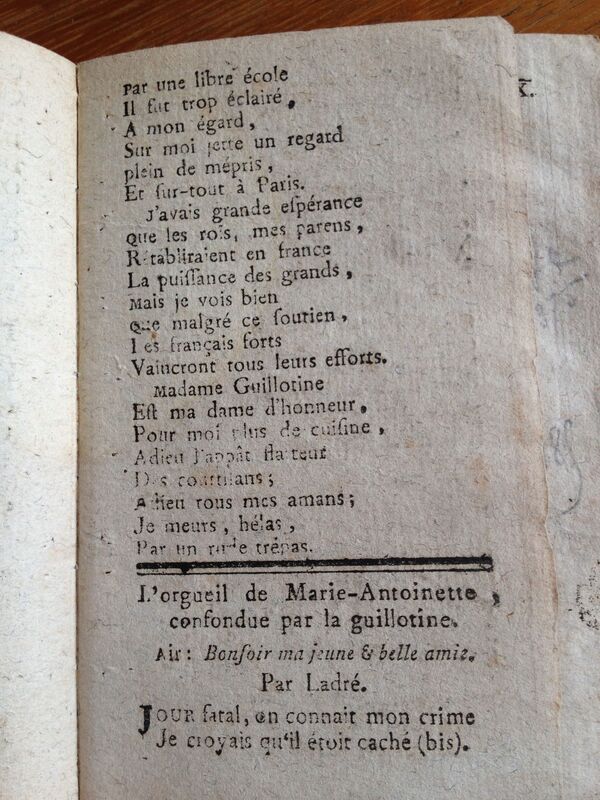 X.
par une libre école
Il fut trop éclairé,
A mon égard,
Sur moi jette un regard
plein de mépris,
Et ſur-tout à Paris.
J'avais grande eſpérance
que les rois, mes parens,
Rétabliraient en france
La puiſſance des grands,
mais je vois bien
que malgré ce ſoutien,
Les français forts
Vaincront tous leurs efforts.
madame Guillotine
Eſt ma dame d'honneur,
Pour moi plus de cuiſine,
Adieu l'appât flatteur
Des courtiſans;
Adieu tous mes amans;
Je meurs, hélas,
Par un rude trépas.
L'orgueil de Marie-Antoinette,
confondue par la guillotine.
Air: Bonſoir ma jeune & belle amie.
Par Ladré.
JOUR fatal, on connait mon crime
Je croyais qu'il étoit caché (bis).